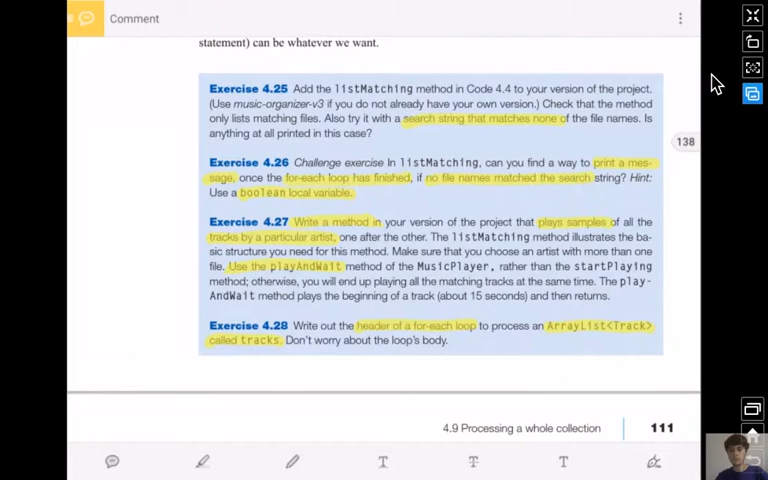 Comment
statement) can be whatever we want.
Exercise 4.25 Add the listMatching method in Code 4.4 to your version of the project.
(Use music-organizer-v3 if you do not already have your own version.) Check that the method
only lists matching files. Also try it with a search string that matches none of the file names. Is
anything at all printed in this case?
138
Exercise 4.26 Challenge exercise In listMatching, can you find a way to print a mes-
sage, once the for-each loop has finished, if no file names matched the search string? Hint:
Use a boolean local variable.
Exercise 4.27 Write a method in your version of the project that plays samples of all the
tracks by a particular artist, one after the other. The listMatching method illustrates the ba-
sic structure you need for this method. Make sure that you choose an artist with more than one
file. Use the playAndWait method of the MusicPlayer, rather than the startPlaying
method; otherwise, you will end up playing all the matching tracks at the same time. The play-
AndWait method plays the beginning of a track (about 15 seconds) and then returns.
Exercise 4.28 Write out the header of a for-each loop to process an ArrayList<Track>
called tracks. Don't worry about the loop's body.
4.9 Processing a whole collection 111
T T T